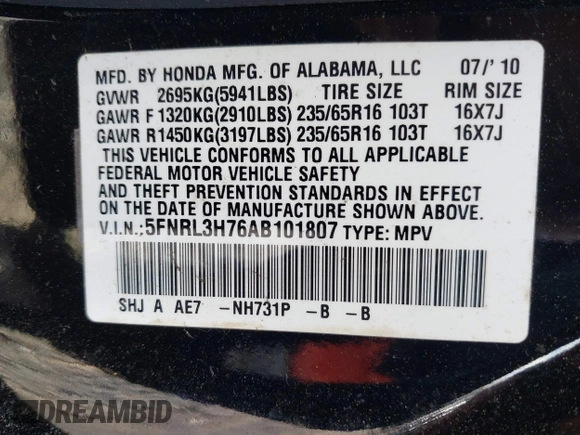 MFD. BY HONDA MFG. OF ALABAMA, LLC 07/' 10
GVWR 2695KG(5941LBS) TIRE SIZE RIM SIZE
GAWR F 1320KG(2910LBS) 235/65R16 103T 16X7J
GAWR R1450KG(3197LBS) 235/65R16 103T 16X7J
THIS VEHICLE CONFORMS TO ALL APPLICABLE
FEDERAL MOTOR VEHICLE SAFETY
AND THEFT PREVENTION STANDARDS IN EFFECT
ON THE DATE OF MANUFACTURE SHOWN ABOVE.
V.I.N.:5FNRL3H76AB101807 TYPE: MPV
SHJ A AE7 -NH731P -B -B
DREAMBID